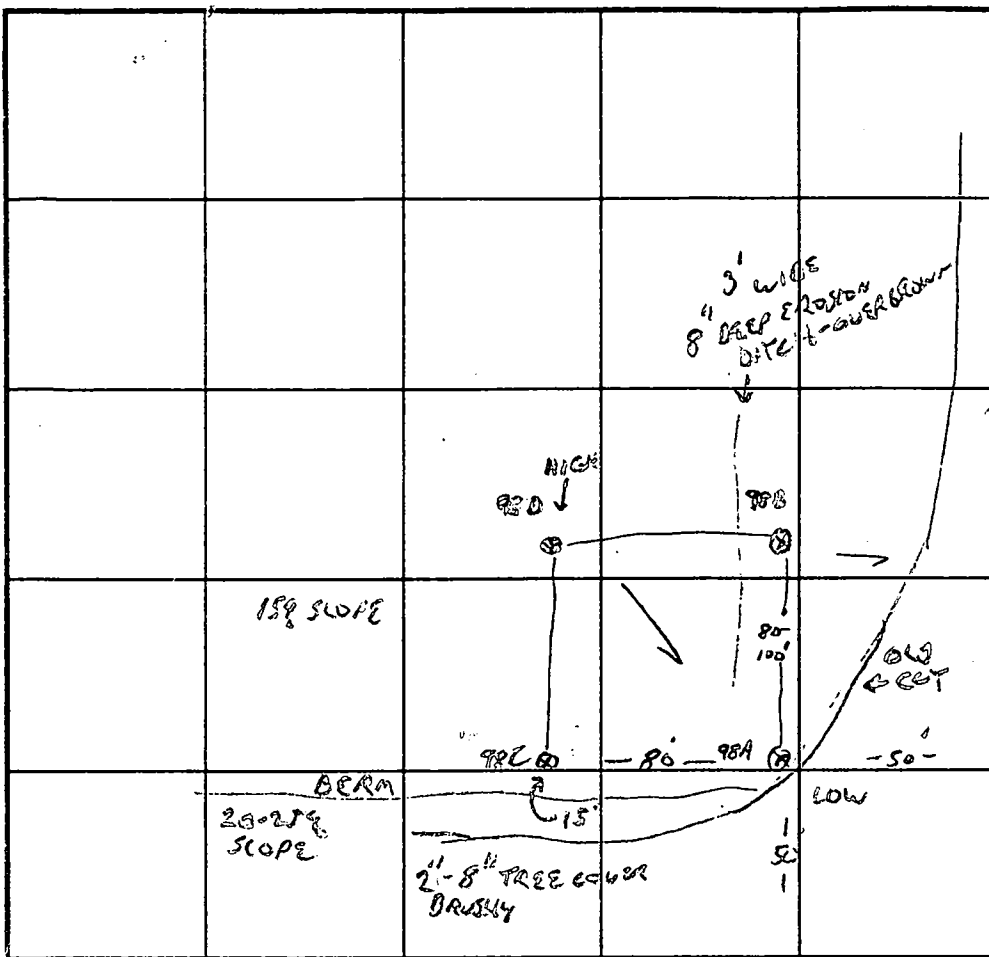 3' WIDE
8" DEEP EROSION
DITCH-OVERGROWN
HIGH
98D
98B
15% SLOPE
80-
100'
OLD
CUT
98C
-80'-
98A
-50'-
BERM
15'
LOW
20-25%
SLOPE
50'
2"-8" TREE COVER
BRUSHY